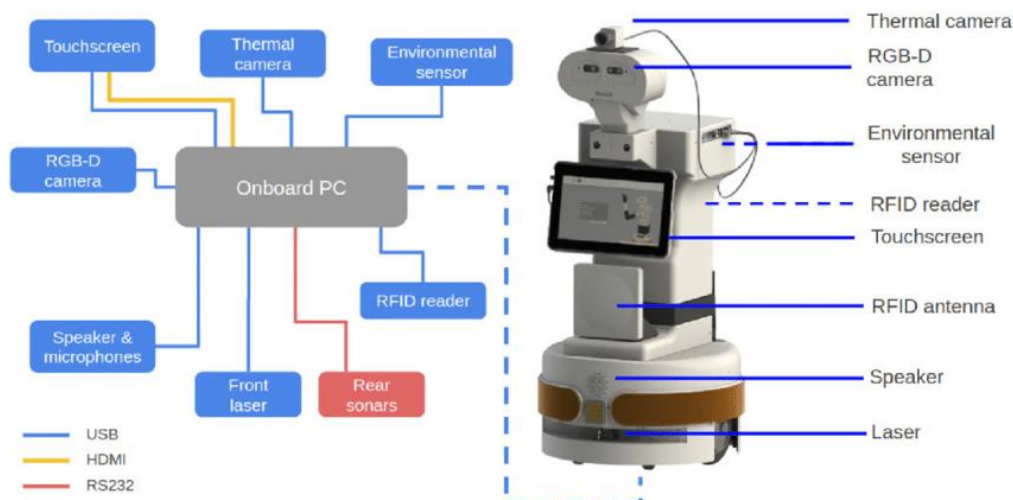 Touchscreen
Thermal
camera
Environmental
sensor
RGB-D
camera
Onboard PC
RFID reader
Speaker &
microphones
Front
laser
Rear
sonars
USB
HDMI
RS232
Thermal camera
RGB-D
camera
Environmental
sensor
RFID reader
Touchscreen
RFID antenna
Speaker
Laser